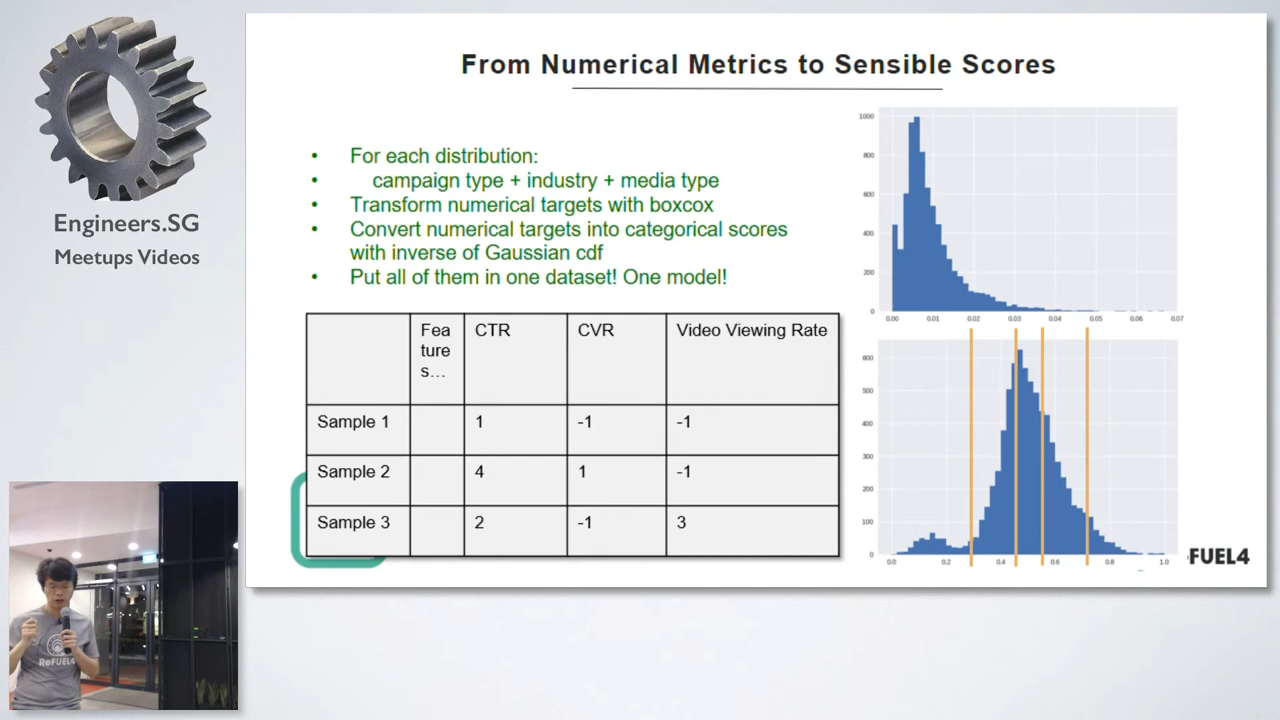 Engineers.SG
Meetups Videos
From Numerical Metrics to Sensible Scores
• For each distribution:
• campaign type + industry + media type
• Transform numerical targets with boxcox
• Convert numerical targets into categorical scores
with inverse of Gaussian cdf
• Put all of them in one dataset! One model!
Fea
ture
s...
CTR
CVR
Video Viewing Rate
Sample 1
1
-1
-1
Sample 2
4
1
-1
Sample 3
2
-1
3
1000
800
600
400
200
0
0.00 0.01 0.02 0.03 0.04 0.05 0.06 0.07
600
500
400
300
200
100
0
0.0 0.2 0.4 0.6 0.8 1.0
FUEL4
ReFUEL4